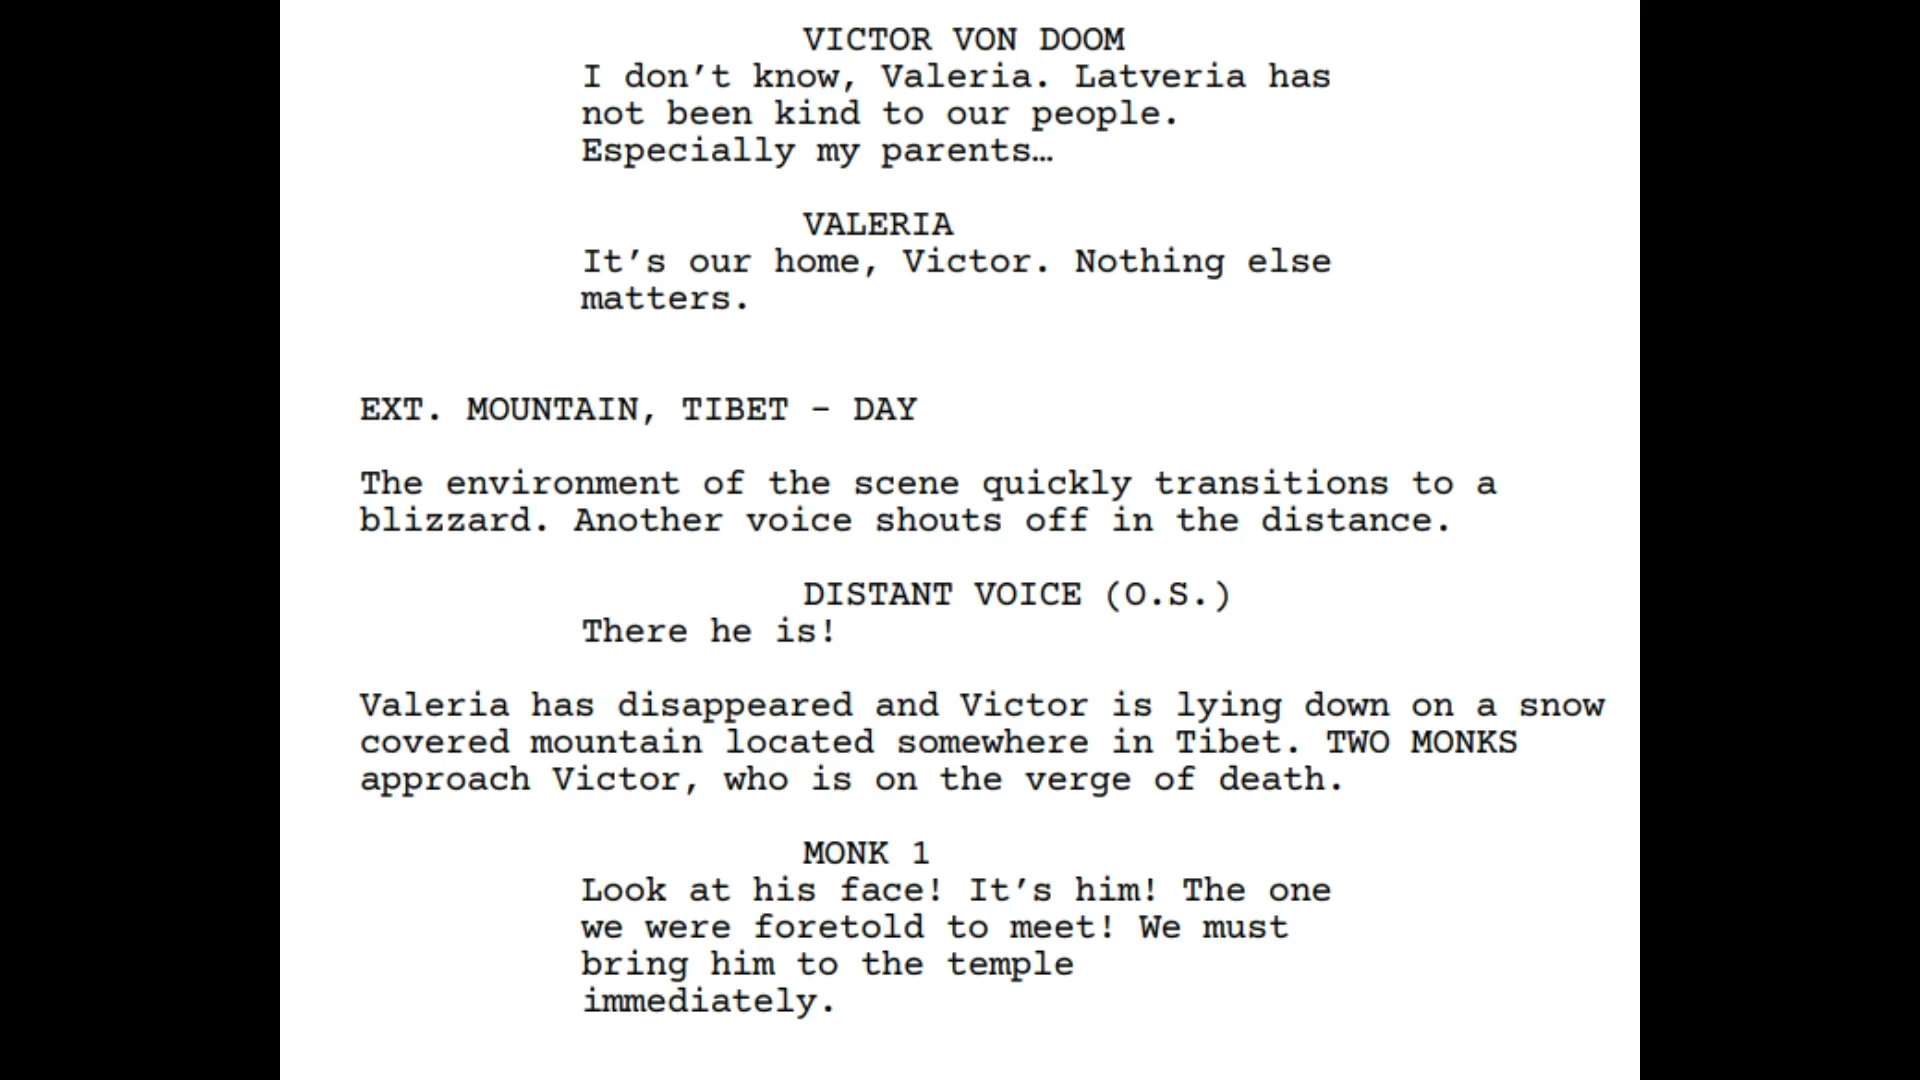 VICTOR VON DOOM
I don’t know, Valeria. Latveria has
not been kind to our people.
Especially my parents…
VALERIA
It’s our home, Victor. Nothing else
matters.
EXT. MOUNTAIN, TIBET - DAY
The environment of the scene quickly transitions to a
blizzard. Another voice shouts off in the distance.
DISTANT VOICE (O.S.)
There he is!
Valeria has disappeared and Victor is lying down on a snow
covered mountain located somewhere in Tibet. TWO MONKS
approach Victor, who is on the verge of death.
MONK 1
Look at his face! It’s him! The one
we were foretold to meet! We must
bring him to the temple
immediately.